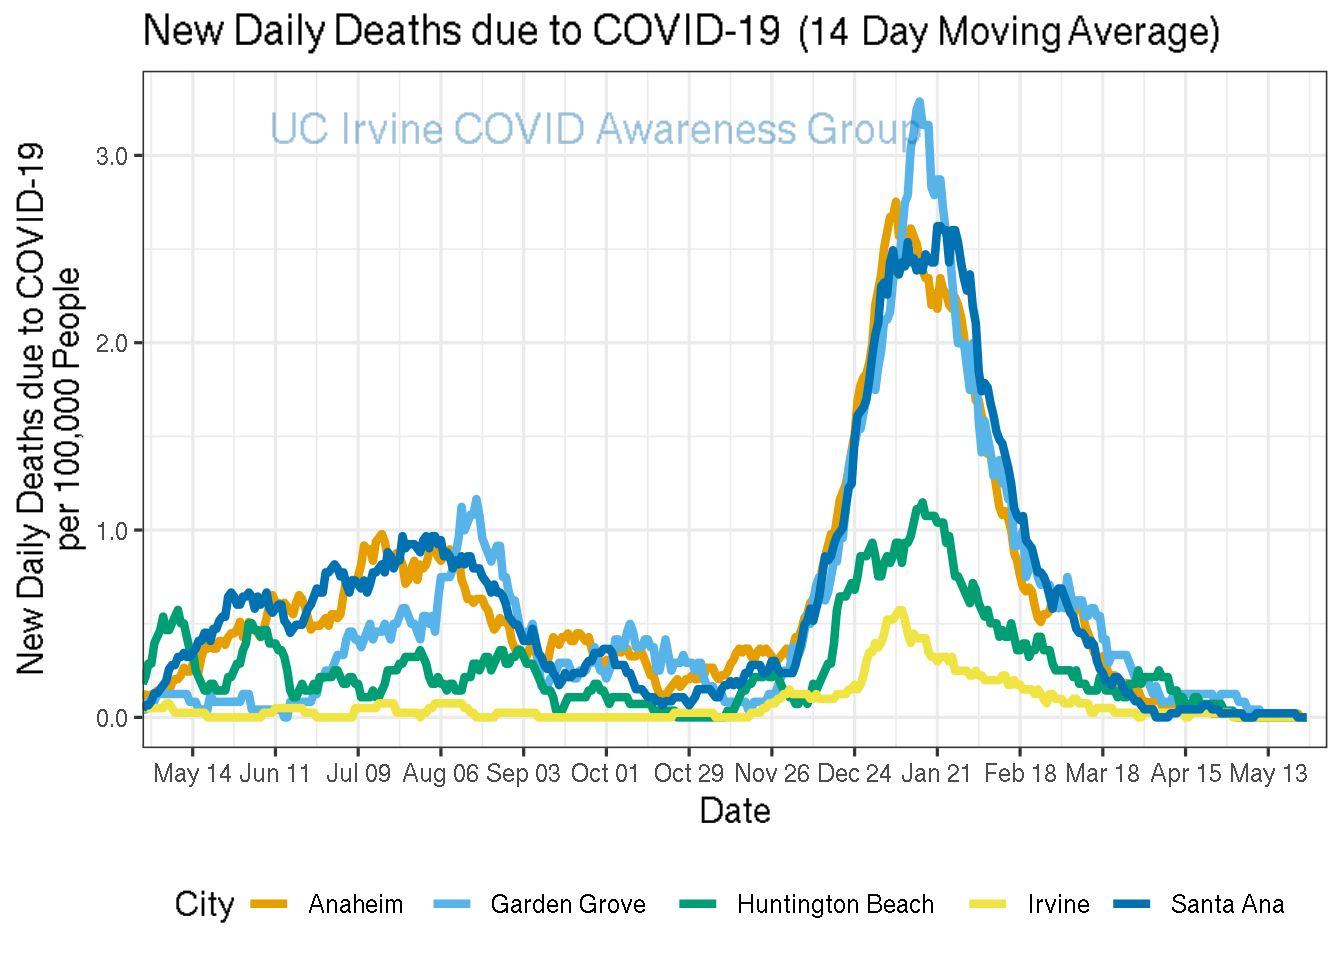 New Daily Deaths due to COVID-19 (14 Day Moving Average)
UC Irvine COVID Awareness Group
New Daily Deaths due to COVID-19
per 100,000 People
3.0
2.0
1.0
0.0
May 14 Jun 11 Jul 09 Aug 06 Sep 03 Oct 01 Oct 29 Nov 26 Dec 24 Jan 21 Feb 18 Mar 18 Apr 15 May 13
Date
City Anaheim Garden Grove Huntington Beach Irvine Santa Ana